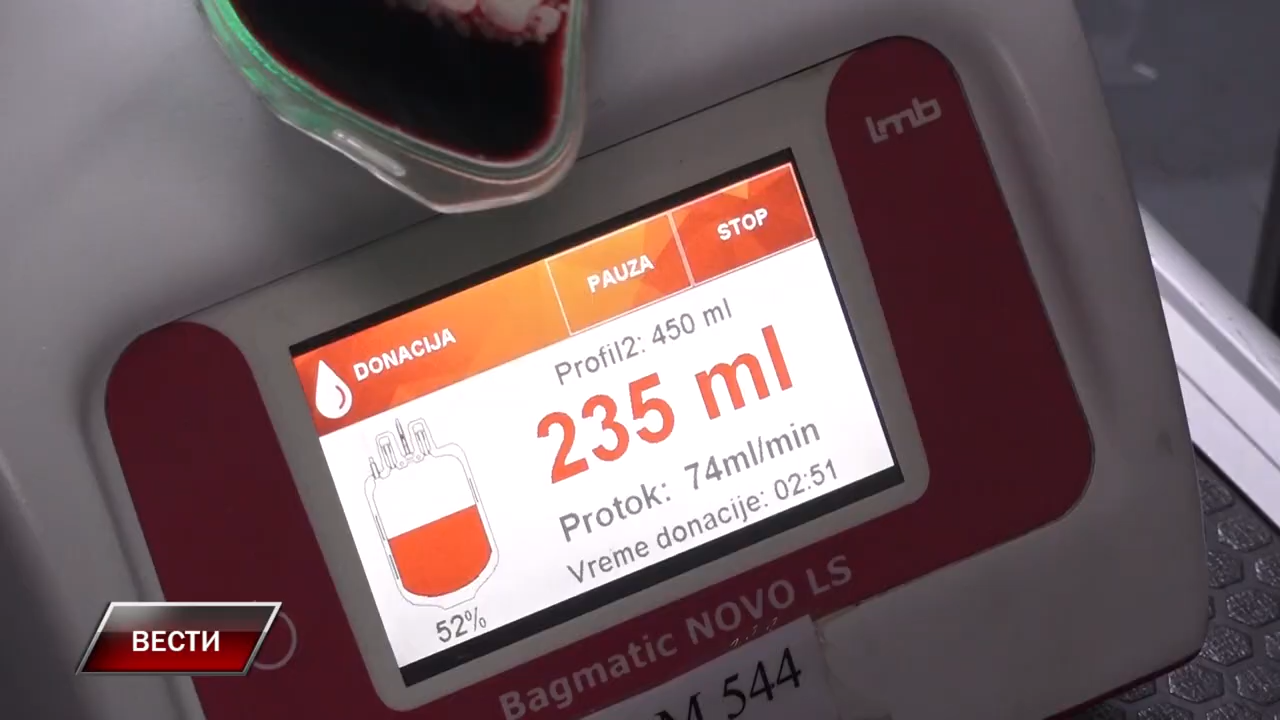 lmb
DONACIJA
PAUZA
STOP
Profil2: 450 ml
235 ml
Protok: 74ml/min
Vreme donacije: 02:51
52%
Bagmatic NOVO LS
M 544
ВЕСТИ